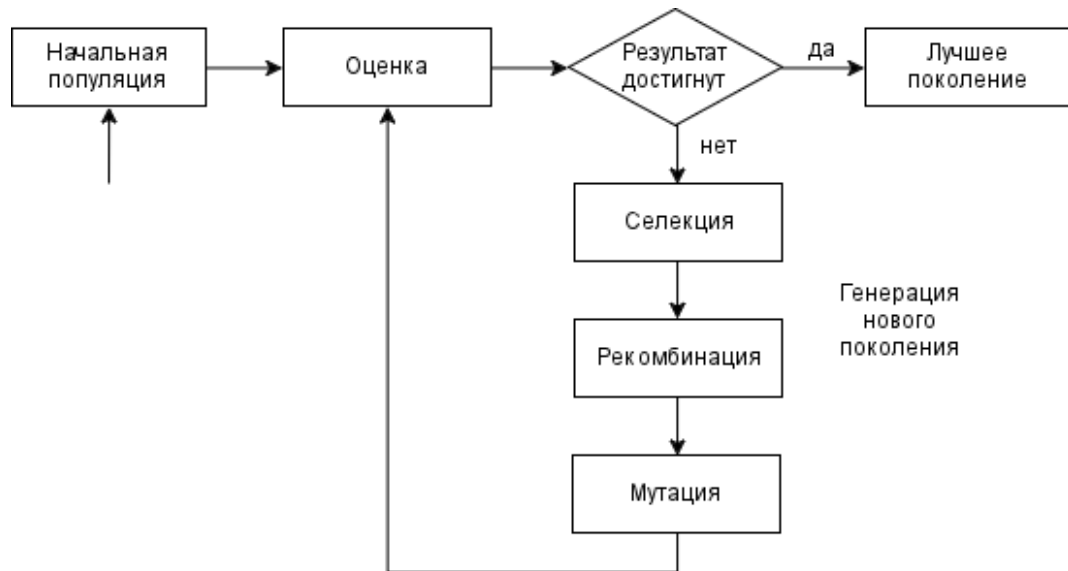 Начальная
популяция
Оценка
Результат
достигнут
да
Лучшее
поколение
нет
Селекция
Генерация
нового
поколения
Рекомбинация
Мутация